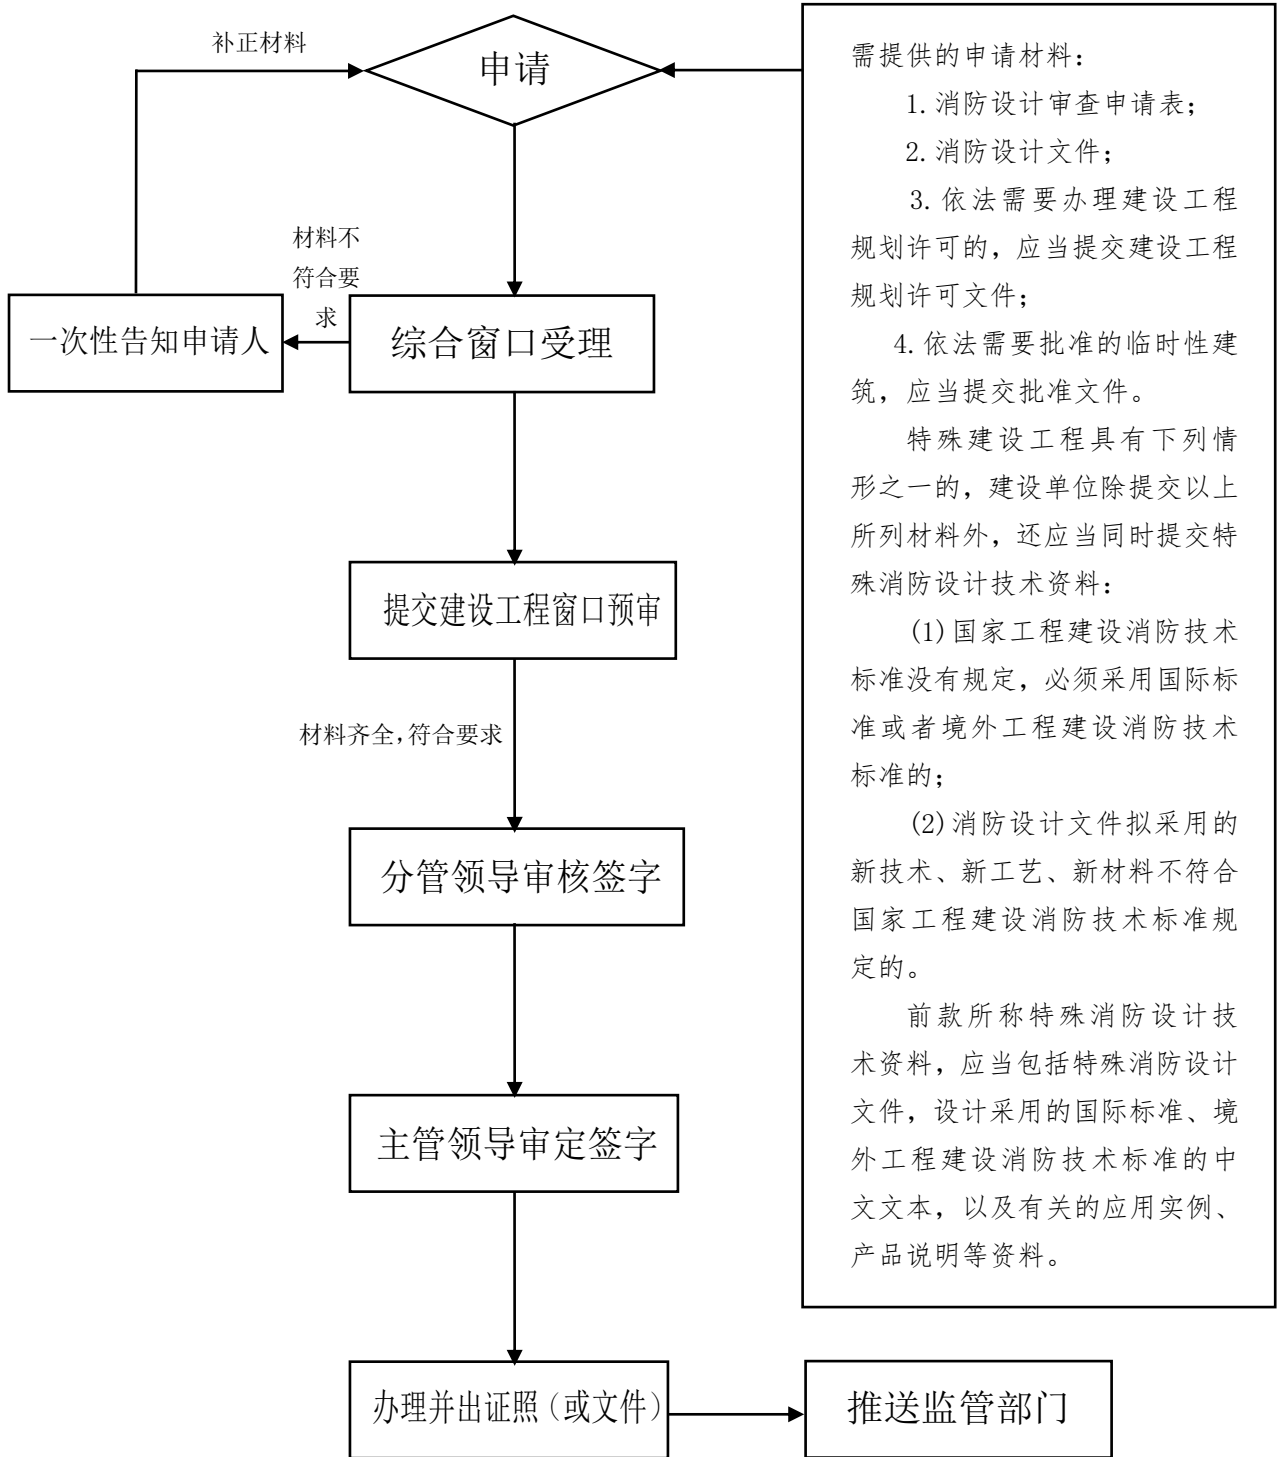 补正材料
申请
材料不
符合要
求
一次性告知申请人
综合窗口受理
提交建设工程窗口预审
材料齐全,符合要求
分管领导审核签字
主管领导审定签字
办理并出证照（或文件）
推送监管部门
需提供的申请材料：
1.消防设计审查申请表；
2.消防设计文件；
3.依法需要办理建设工程
规划许可的，应当提交建设工程
规划许可文件；
4.依法需要批准的临时性建
筑，应当提交批准文件。
特殊建设工程具有下列情
形之一的，建设单位除提交以上
所列材料外，还应当同时提交特
殊消防设计技术资料：
(1)国家工程建设消防技术
标准没有规定，必须采用国际标
准或者境外工程建设消防技术
标准的；
(2)消防设计文件拟采用的
新技术、新工艺、新材料不符合
国家工程建设消防技术标准规
定的。
前款所称特殊消防设计技
术资料，应当包括特殊消防设计
文件，设计采用的国际标准、境
外工程建设消防技术标准的中
文文本，以及有关的应用实例、
产品说明等资料。